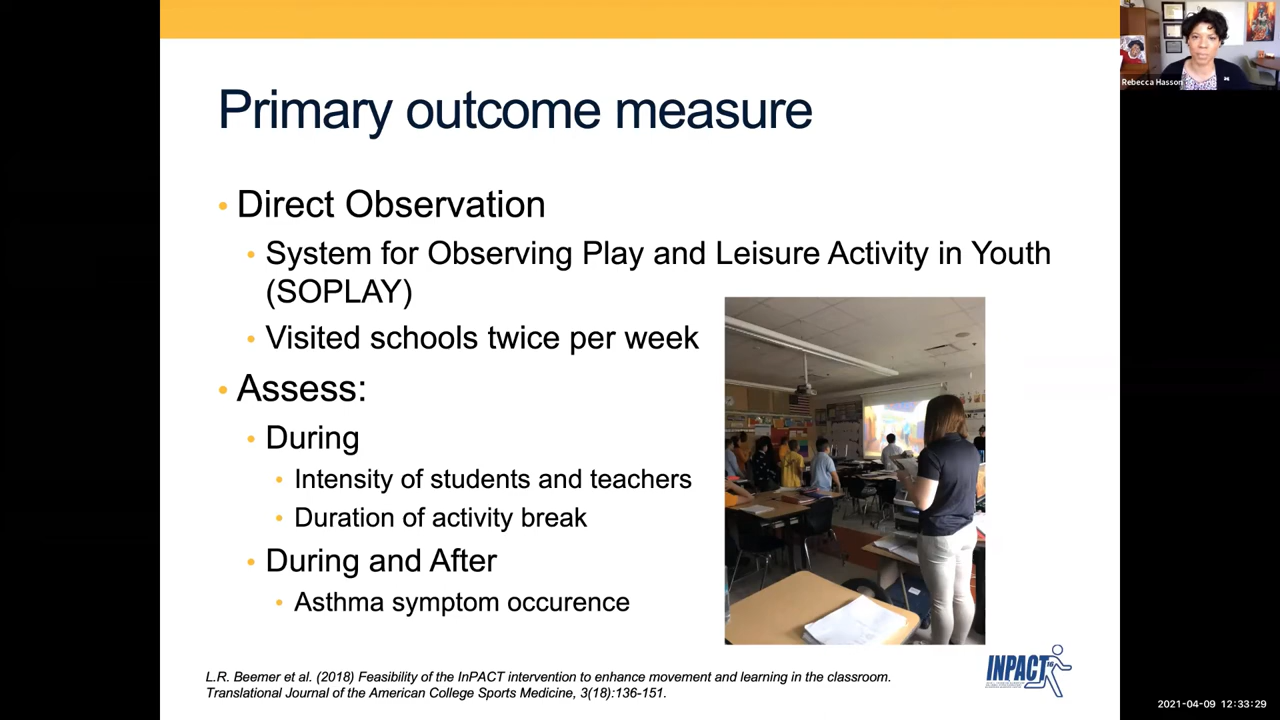 Primary outcome measure
• Direct Observation
• System for Observing Play and Leisure Activity in Youth
(SOPLAY)
• Visited schools twice per week
• Assess:
• During
• Intensity of students and teachers
• Duration of activity break
• During and After
• Asthma symptom occurence
L.R. Beemer et al. (2018) Feasibility of the InPACT intervention to enhance movement and learning in the classroom.
Translational Journal of the American College Sports Medicine, 3(18):136-151.
INPACT
Rebecca Hasson
2021-04-09 12:33:29